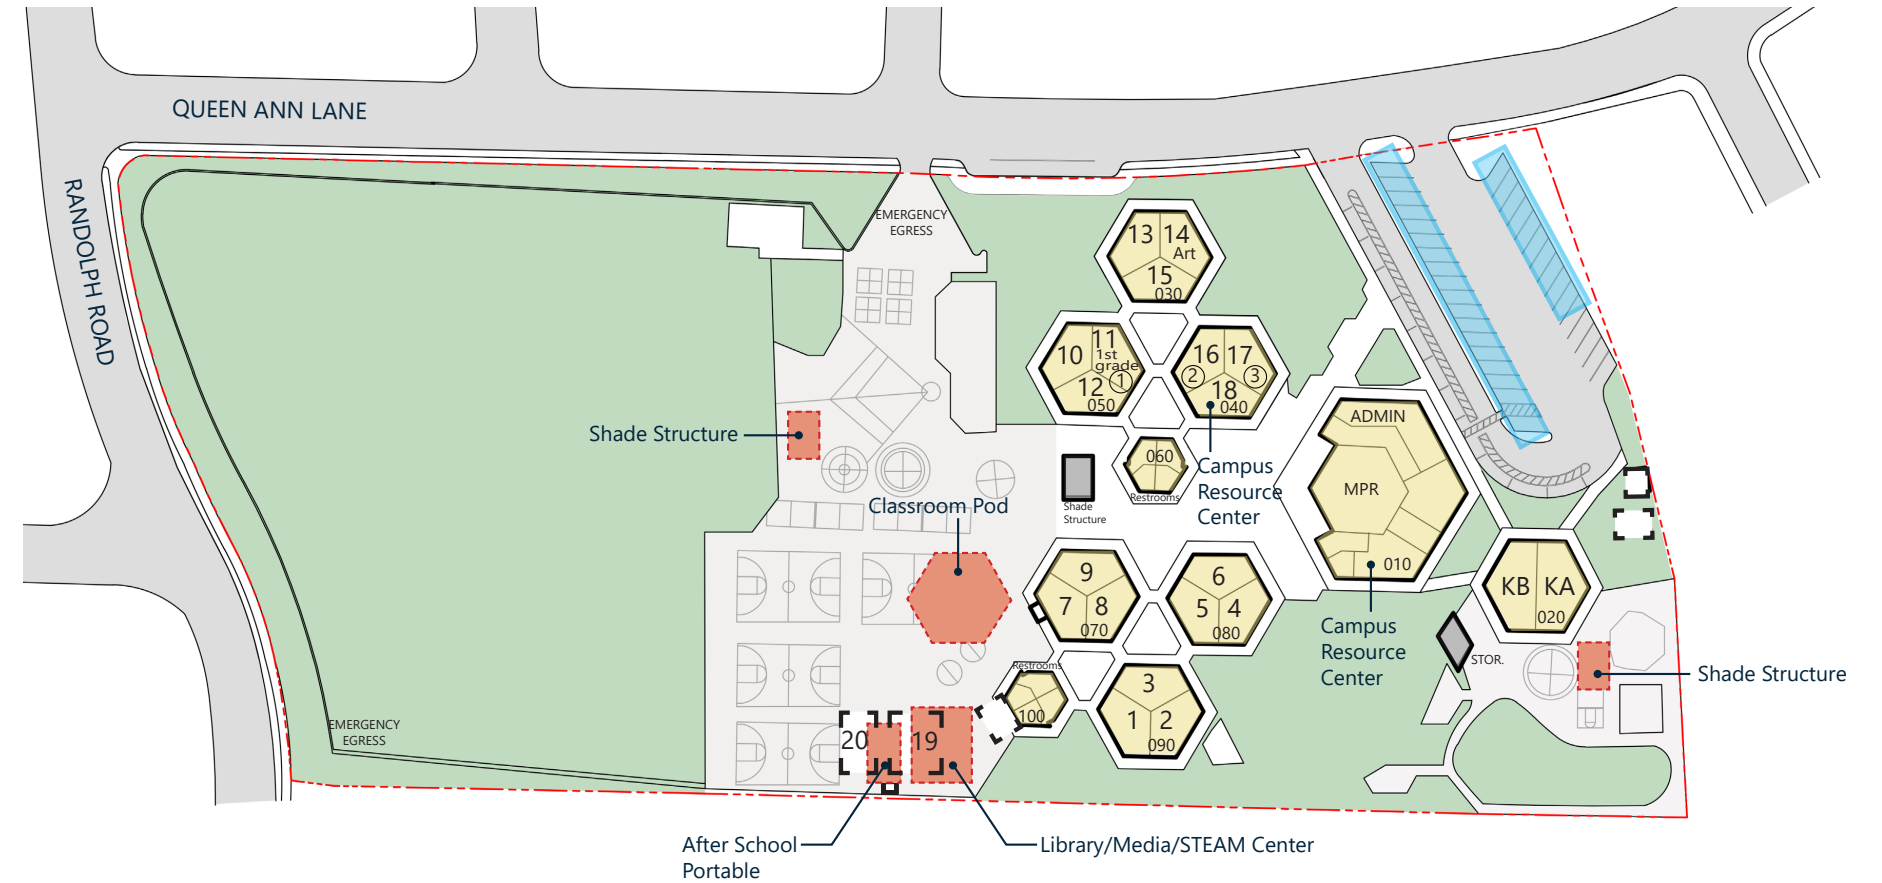 QUEEN ANN LANE
RANDOLPH ROAD
EMERGENCY
EGRESS
13 14
Art
15
030
11
10 1st
grade
12 1
050
16 17
2 3
18
040
ADMIN
MPR
010
Shade Structure
060
Restrooms
Campus
Resource
Center
Shade
Structure
Classroom Pod
9
7 8
070
6
5 4
080
KB KA
020
Campus
Resource
Center
STOR.
Shade Structure
Restrooms
100
3
1 2
090
EMERGENCY
EGRESS
20 19
After School
Portable
Library/Media/STEAM Center